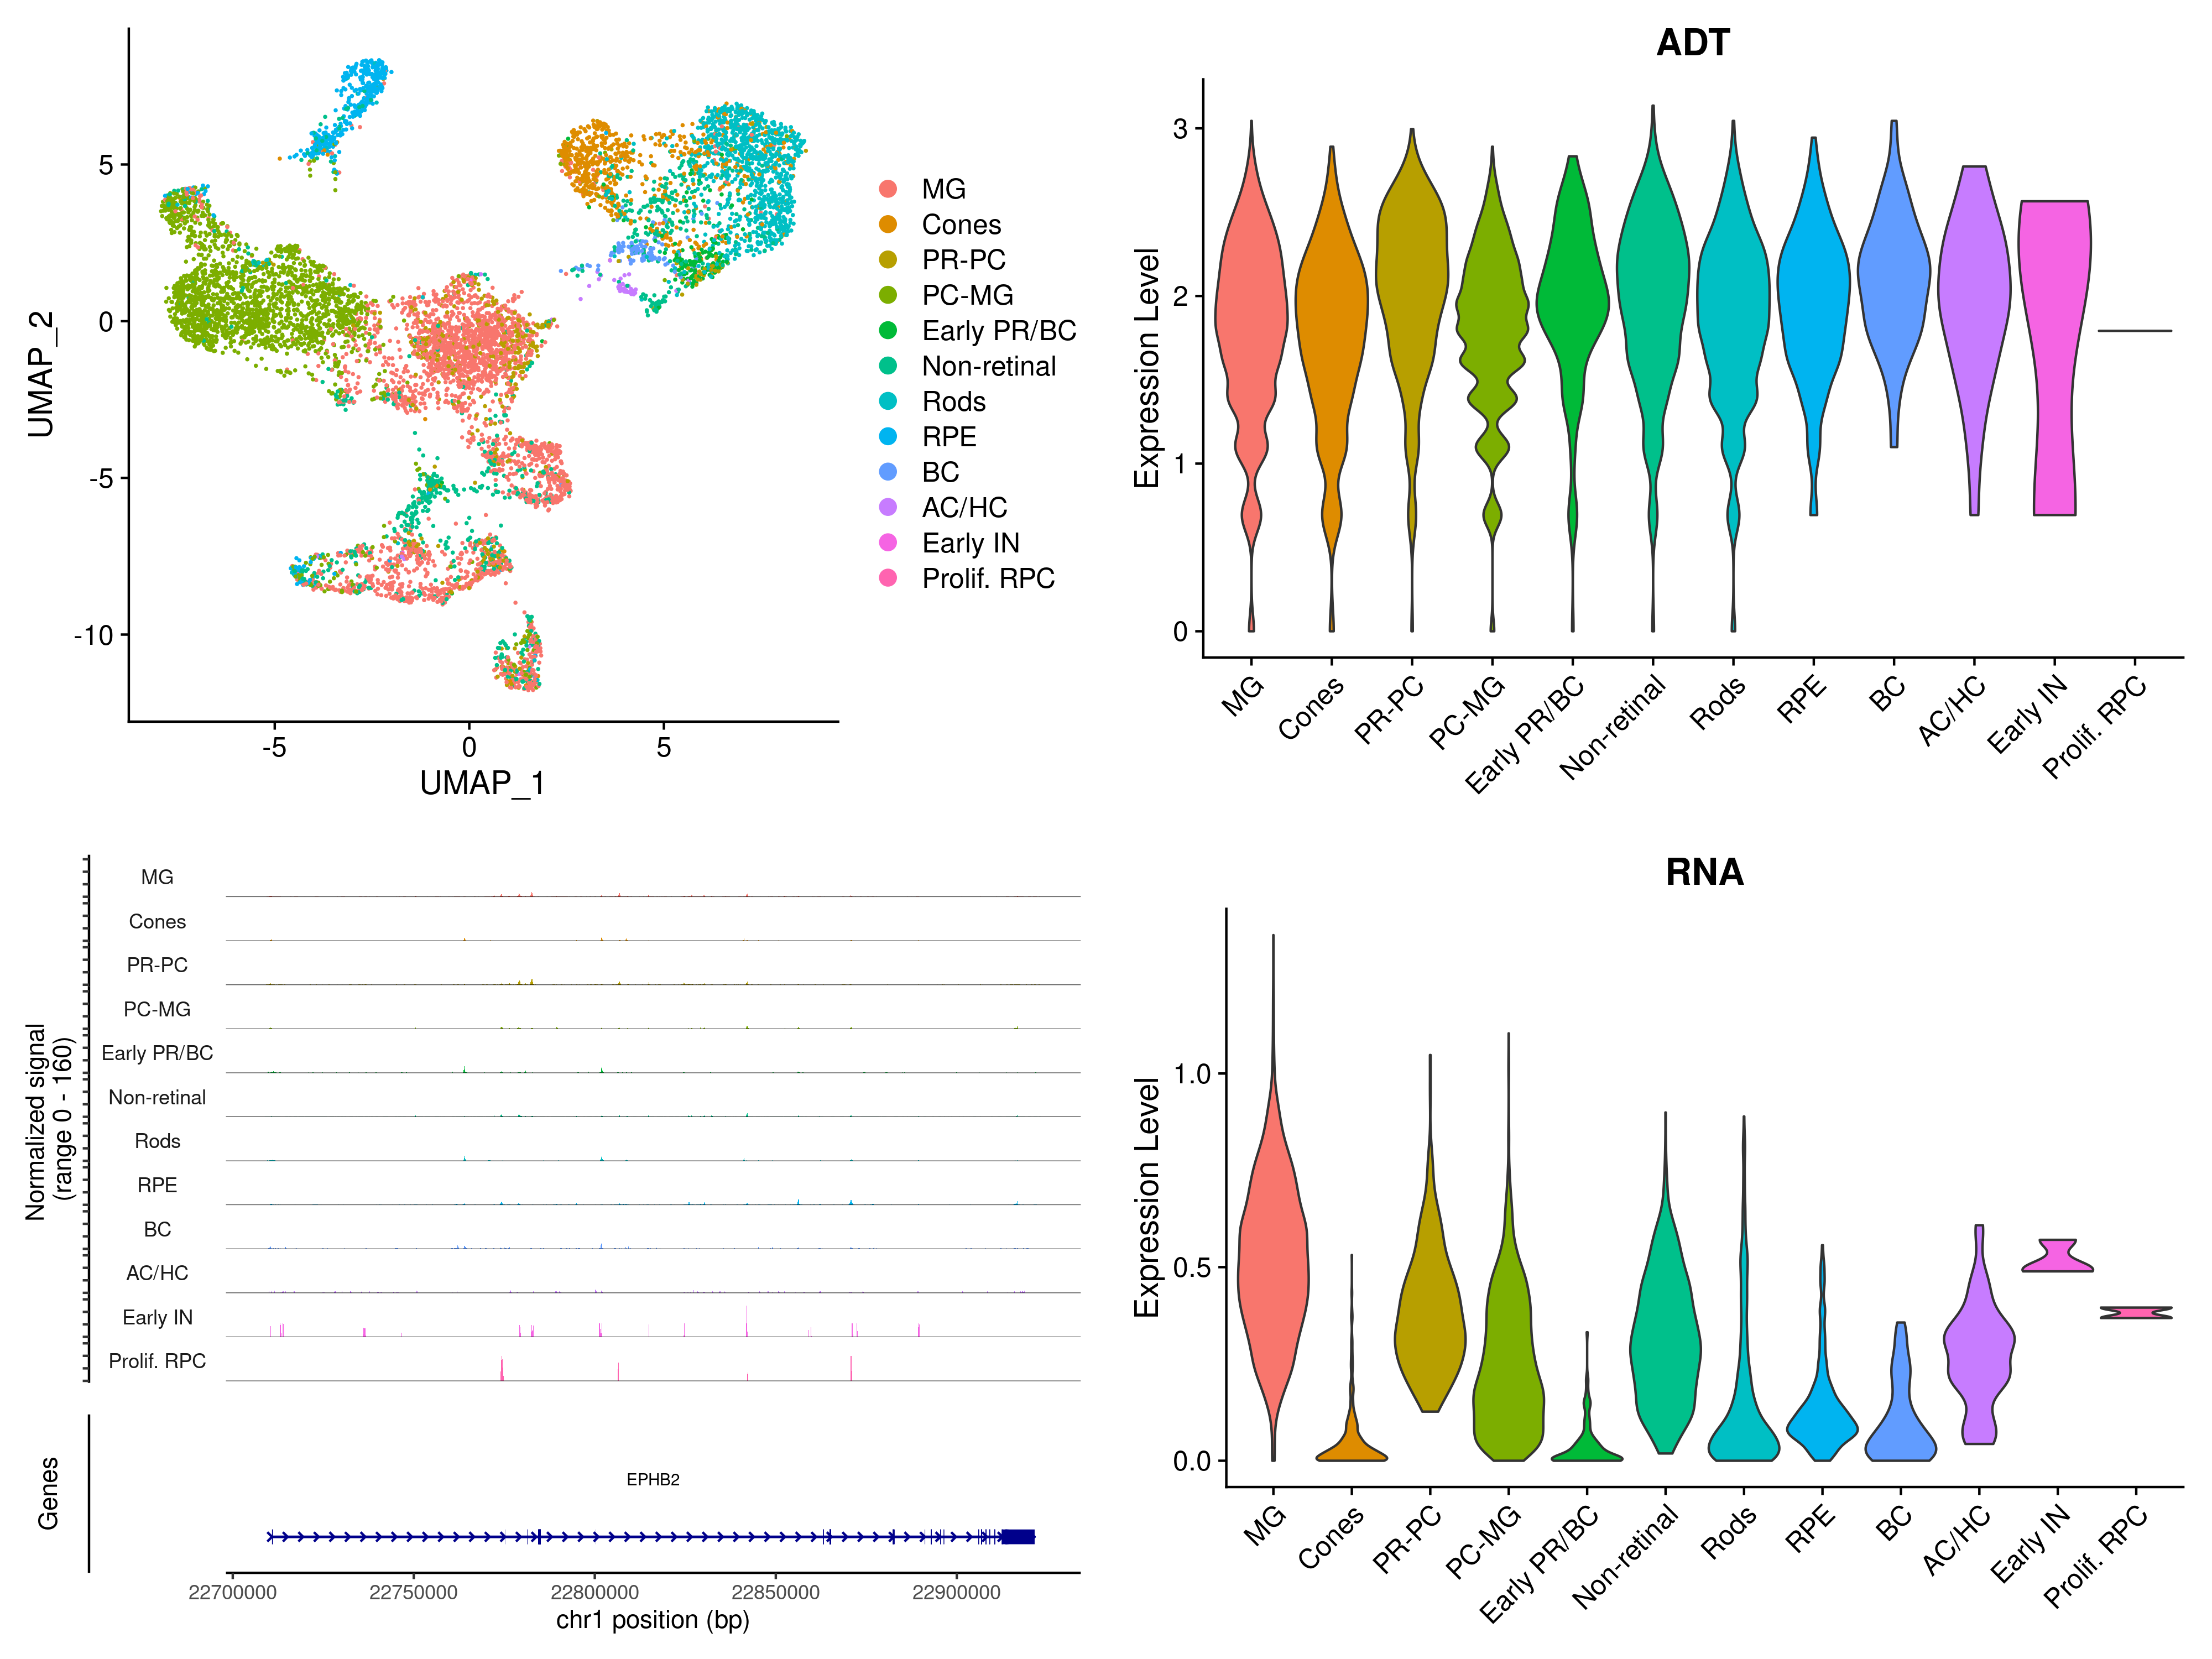 UMAP_2
5
0
-5
-10
-5
0
5
UMAP_1
MG
Cones
PR-PC
PC-MG
Early PR/BC
Non-retinal
Rods
RPE
BC
AC/HC
Early IN
Prolif. RPC
ADT
Expression Level
3
2
1
0
MG
Cones
PR-PC
PC-MG
Early PR/BC
Non-retinal
Rods
RPE
BC
AC/HC
Early IN
Prolif. RPC
Normalized signal
(range 0 - 160)
MG
Cones
PR-PC
PC-MG
Early PR/BC
Non-retinal
Rods
RPE
BC
AC/HC
Early IN
Prolif. RPC
Genes
EPHB2
22700000
22750000
22800000
22850000
22900000
chr1 position (bp)
RNA
Expression Level
1.0
0.5
0.0
MG
Cones
PR-PC
PC-MG
Early PR/BC
Non-retinal
Rods
RPE
BC
AC/HC
Early IN
Prolif. RPC